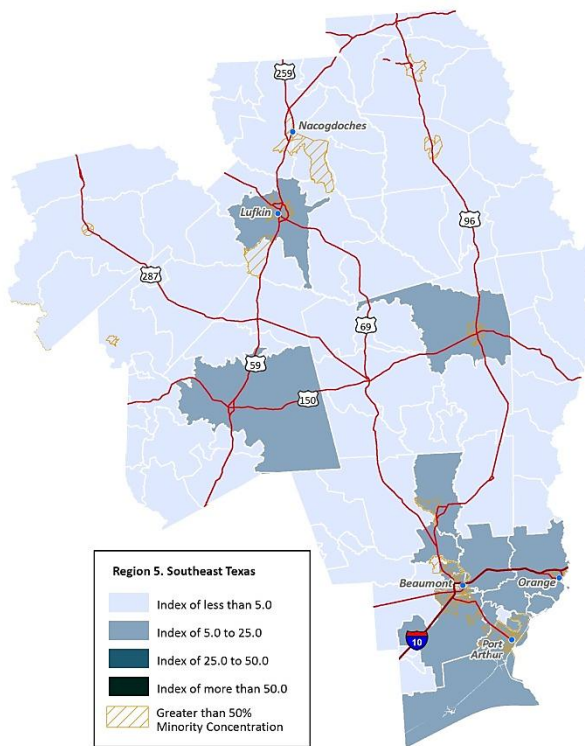 259
Nacogdoches
Lufkin
96
287
69
59
150
Beaumont
Orange
Port
Arthur
10
Region 5. Southeast Texas
Index of less than 5.0
Index of 5.0 to 25.0
Index of 25.0 to 50.0
Index of more than 50.0
Greater than 50%
Minority Concentration